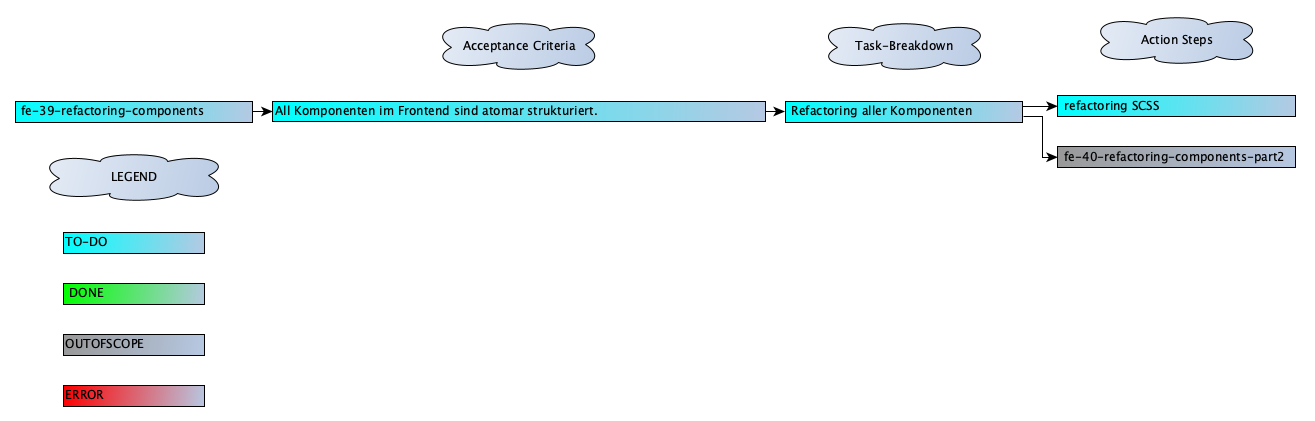 Acceptance Criteria
Task-Breakdown
Action Steps
fe-39-refactoring-components
All Komponenten im Frontend sind atomar strukturiert.
Refactoring aller Komponenten
refactoring SCSS
fe-40-refactoring-components-part2
LEGEND
TO-DO
DONE
OUTOFSCOPE
ERROR